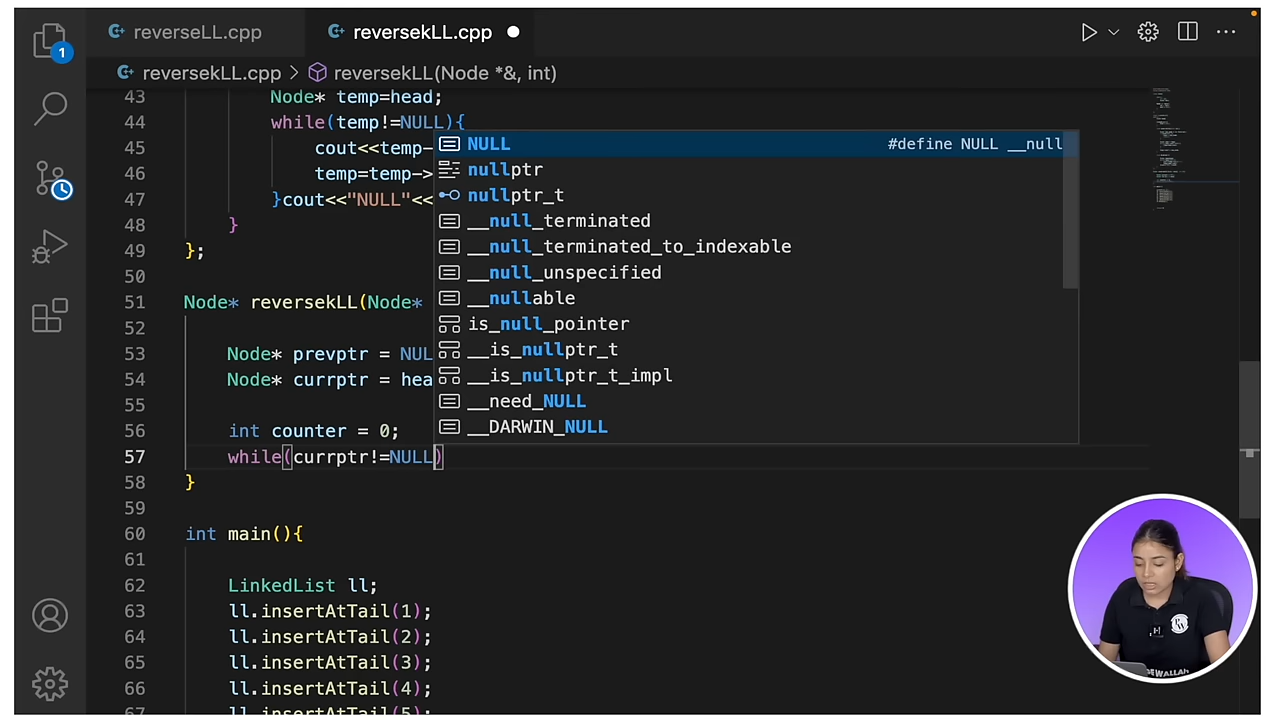 1
reverseLL.cpp
reversekLL.cpp
reversekLL.cpp > reversekLL(Node *&, int)
43 Node* temp=head;
44 while(temp!=NULL){
45 cout<<temp-
46 temp=temp->
47 }cout<<"NULL"<<
48 }
49 };
50
51 Node* reversekLL(Node*
52
53 Node* prevptr = NUL
54 Node* currptr = hea
55
56 int counter = 0;
57 while(currptr!=NULL)
58 }
59
60 int main(){
61
62 LinkedList ll;
63 ll.insertAtTail(1);
64 ll.insertAtTail(2);
65 ll.insertAtTail(3);
66 ll.insertAtTail(4);
67 ll.insertAtTail(5);
NULL #define NULL __null
nullptr
nullptr_t
__null_terminated
__null_terminated_to_indexable
__null_unspecified
__nullable
is_null_pointer
__is_nullptr_t
__is_nullptr_t_impl
__need_NULL
__DARWIN_NULL
PW